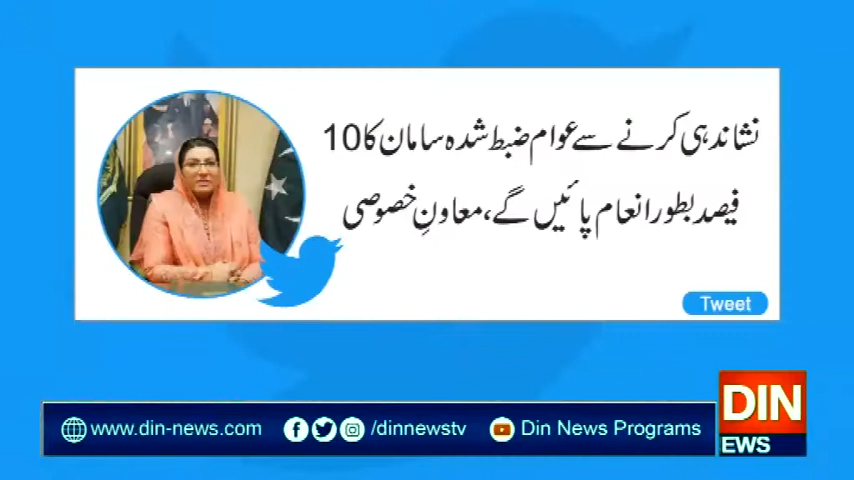 نشاندہی کرنے سے عوام ضبط شدہ سامان کا 10
فیصد بطور انعام پائیں گے، معاونِ خصوصی
Tweet
www.din-news.com /dinnewstv Din News Programs
DIN
EWS